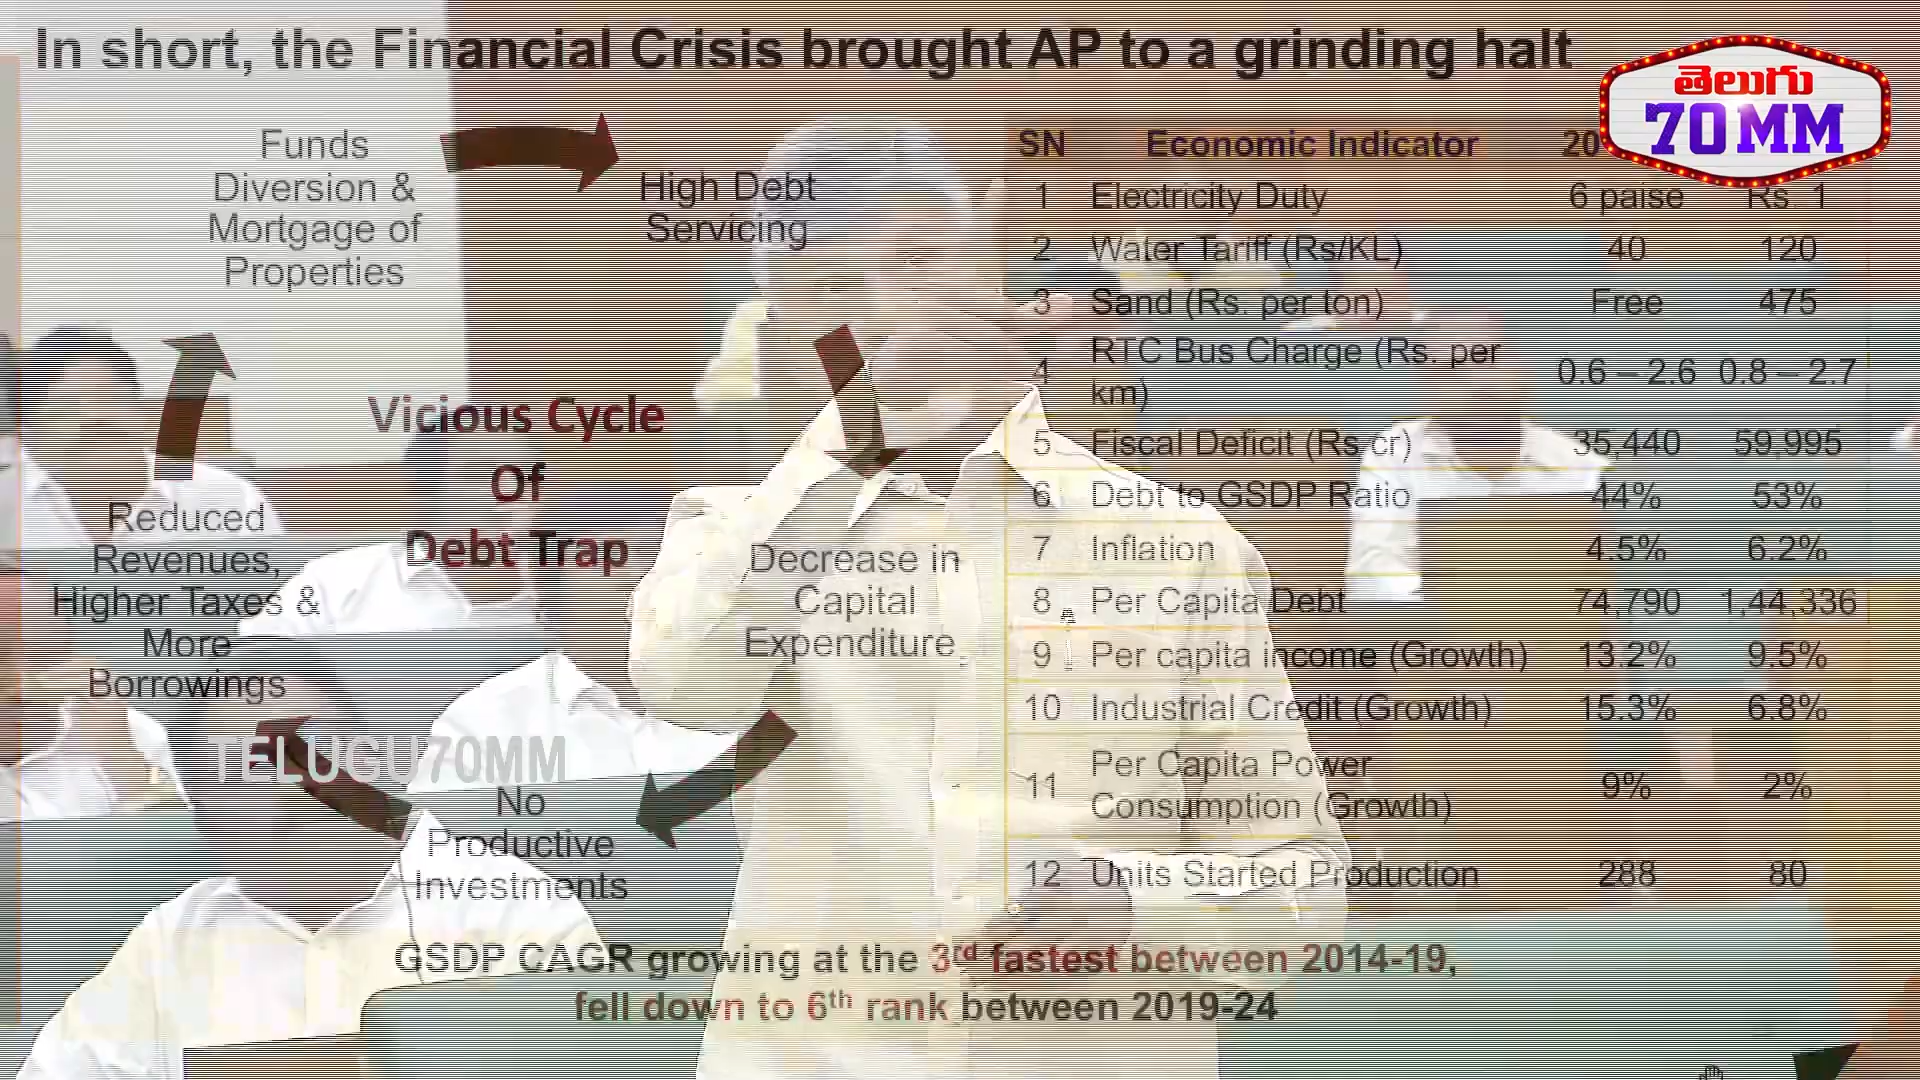 In short, the Financial Crisis brought AP to a grinding halt
తెలుగు
70MM
Funds
Diversion &
Mortgage of
Properties
High Debt
Servicing
Vicious Cycle
Of
Debt Trap
Reduced
Revenues,
Higher Taxes &
More
Borrowings
Decrease in
Capital
Expenditure
TELUGU70MM
No
Productive
Investments
SN Economic Indicator
1 Electricity Duty 6 paise Rs. 1
2 Water Tariff (Rs/KL) 40 120
3 Sand (Rs. per ton) Free 475
4 RTC Bus Charge (Rs. per
km) 0.6 – 2.6 0.8 – 2.7
5 Fiscal Deficit (Rs cr) 35,440 59,995
6 Debt to GSDP Ratio 44% 53%
7 Inflation 4.5% 6.2%
8 Per Capita Debt 74,790 1,44,336
9 Per capita income (Growth) 13.2% 9.5%
10 Industrial Credit (Growth) 15.3% 6.8%
11 Per Capita Power
Consumption (Growth) 9% 2%
12 Units Started Production 288 80
GSDP CAGR growing at the 3rd fastest between 2014-19,
fell down to 6th rank between 2019-24